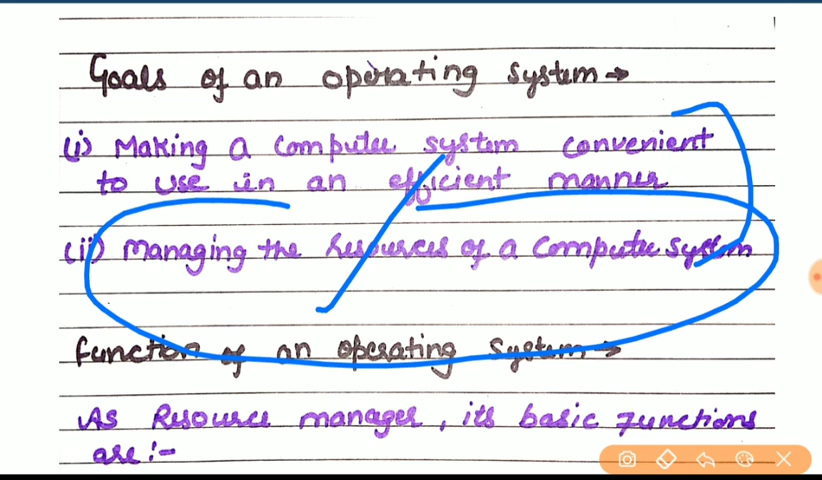 Goals of an operating system →
(i) Making a Computer system convenient
to use in an efficient manner
(ii) Managing the Resources of a Computer system
Function of an operating system →
As Resource manager, its basic functions
are:-